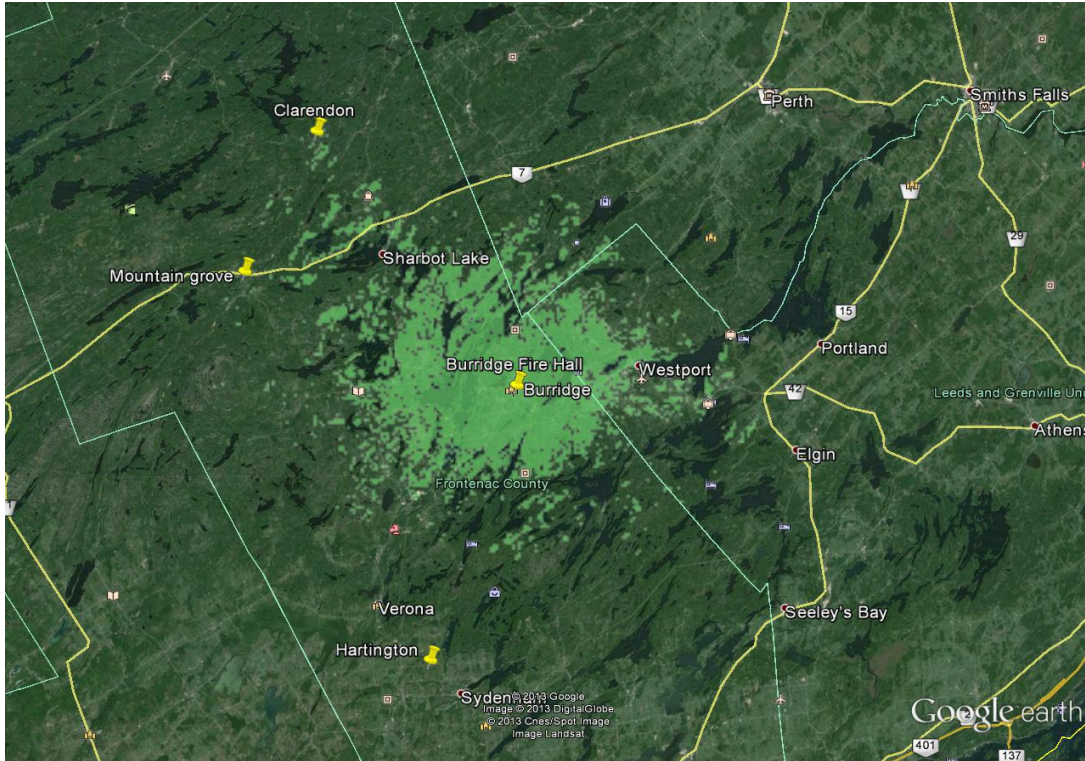 Clarendon
Perth
Smiths Falls
7
Mountain grove
Sharbot Lake
29
15
Portland
Burridge Fire Hall
Burridge
Westport
42
Leeds and Grenville Uni
Athens
Elgin
Frontenac County
Verona
Seeley's Bay
Hartington
Sydenham
© 2013 Google
Image © 2013 DigitalGlobe
© 2013 Cnes/Spot Image
Image Landsat
Google earth
2
401
137